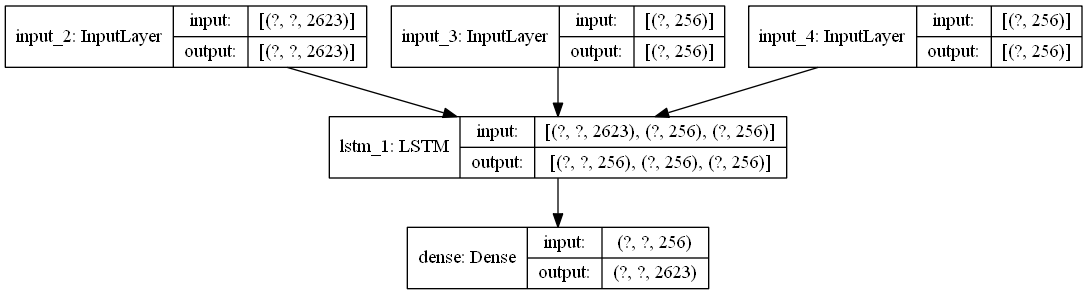 input_2: InputLayer
input: [(?, ?, 2623)]
output: [(?, ?, 2623)]
input_3: InputLayer
input: [(?, 256)]
output: [(?, 256)]
input_4: InputLayer
input: [(?, 256)]
output: [(?, 256)]
lstm_1: LSTM
input: [(?, ?, 2623), (?, 256), (?, 256)]
output: [(?, ?, 256), (?, 256), (?, 256)]
dense: Dense
input: (?, ?, 256)
output: (?, ?, 2623)